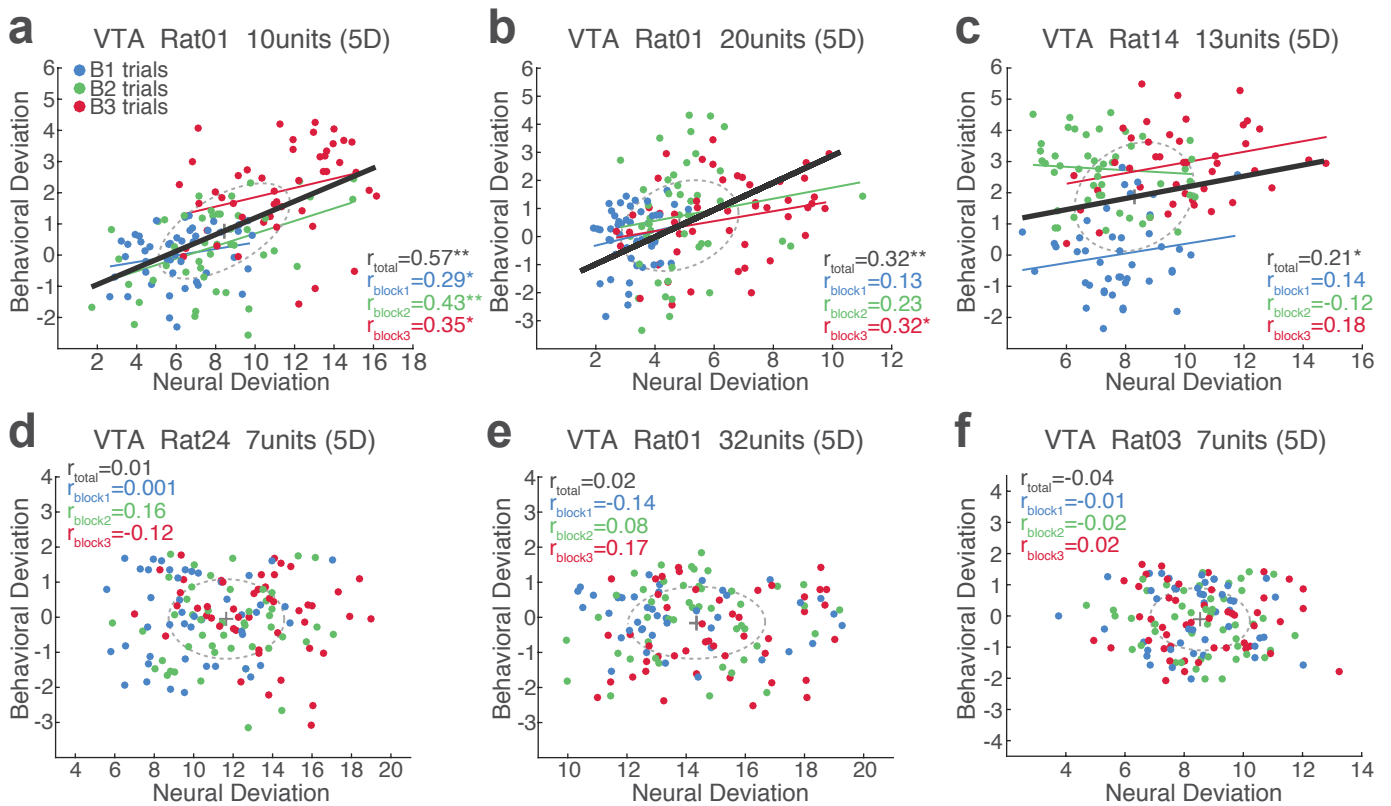 a
VTA Rat01 10units (5D)
B1 trials
B2 trials
B3 trials
Behavioral Deviation
6
5
4
3
2
1
0
-1
-2
r_total=0.57**
r_block1=0.29*
r_block2=0.43**
r_block3=0.35*
2 4 6 8 10 12 14 16 18
Neural Deviation
b
VTA Rat01 20units (5D)
Behavioral Deviation
6
5
4
3
2
1
0
-1
-2
-3
r_total=0.32**
r_block1=0.13
r_block2=0.23
r_block3=0.32*
2 4 6 8 10 12
Neural Deviation
c
VTA Rat14 13units (5D)
Behavioral Deviation
6
5
4
3
2
1
0
-1
-2
r_total=0.21*
r_block1=0.14
r_block2=-0.12
r_block3=0.18
6 8 10 12 14 16
Neural Deviation
d
VTA Rat24 7units (5D)
r_total=0.01
r_block1=0.001
r_block2=0.16
r_block3=-0.12
Behavioral Deviation
4
3
2
1
0
-1
-2
-3
4 6 8 10 12 14 16 18 20
Neural Deviation
e
VTA Rat01 32units (5D)
r_total=0.02
r_block1=-0.14
r_block2=0.08
r_block3=0.17
Behavioral Deviation
4
3
2
1
0
-1
-2
-3
10 12 14 16 18 20
Neural Deviation
f
VTA Rat03 7units (5D)
r_total=-0.04
r_block1=-0.01
r_block2=-0.02
r_block3=0.02
Behavioral Deviation
4
3
2
1
0
-1
-2
-3
-4
4 6 8 10 12 14
Neural Deviation